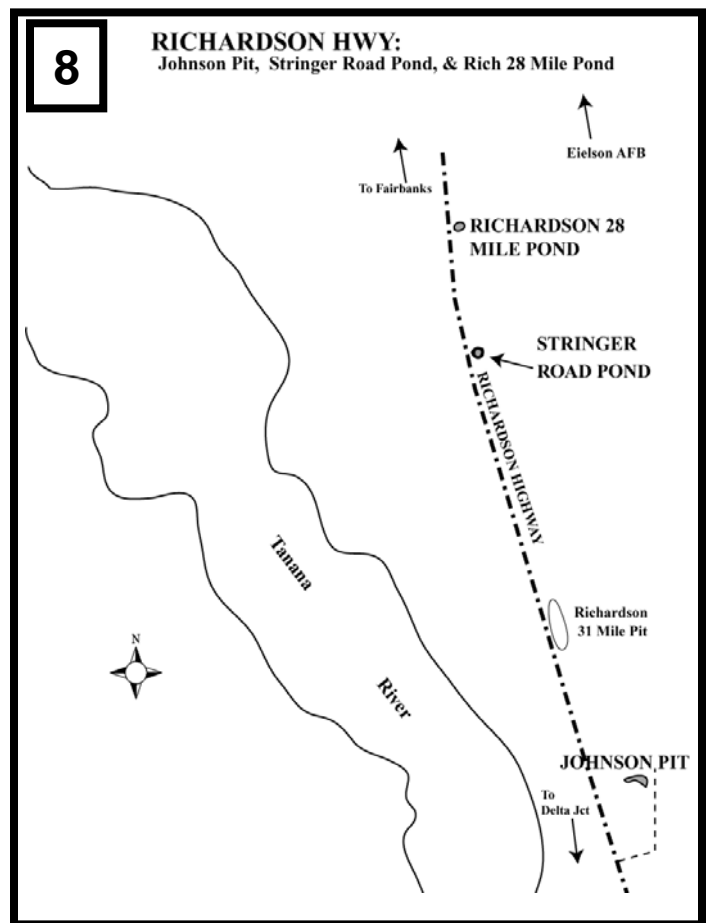 8
RICHARDSON HWY:
Johnson Pit, Stringer Road Pond, & Rich 28 Mile Pond
Eielson AFB
To Fairbanks
RICHARDSON 28
MILE POND
STRINGER
ROAD POND
RICHARDSON HIGHWAY
Tanana
Richardson
31 Mile Pit
N
River
JOHNSON PIT
To
Delta Jct